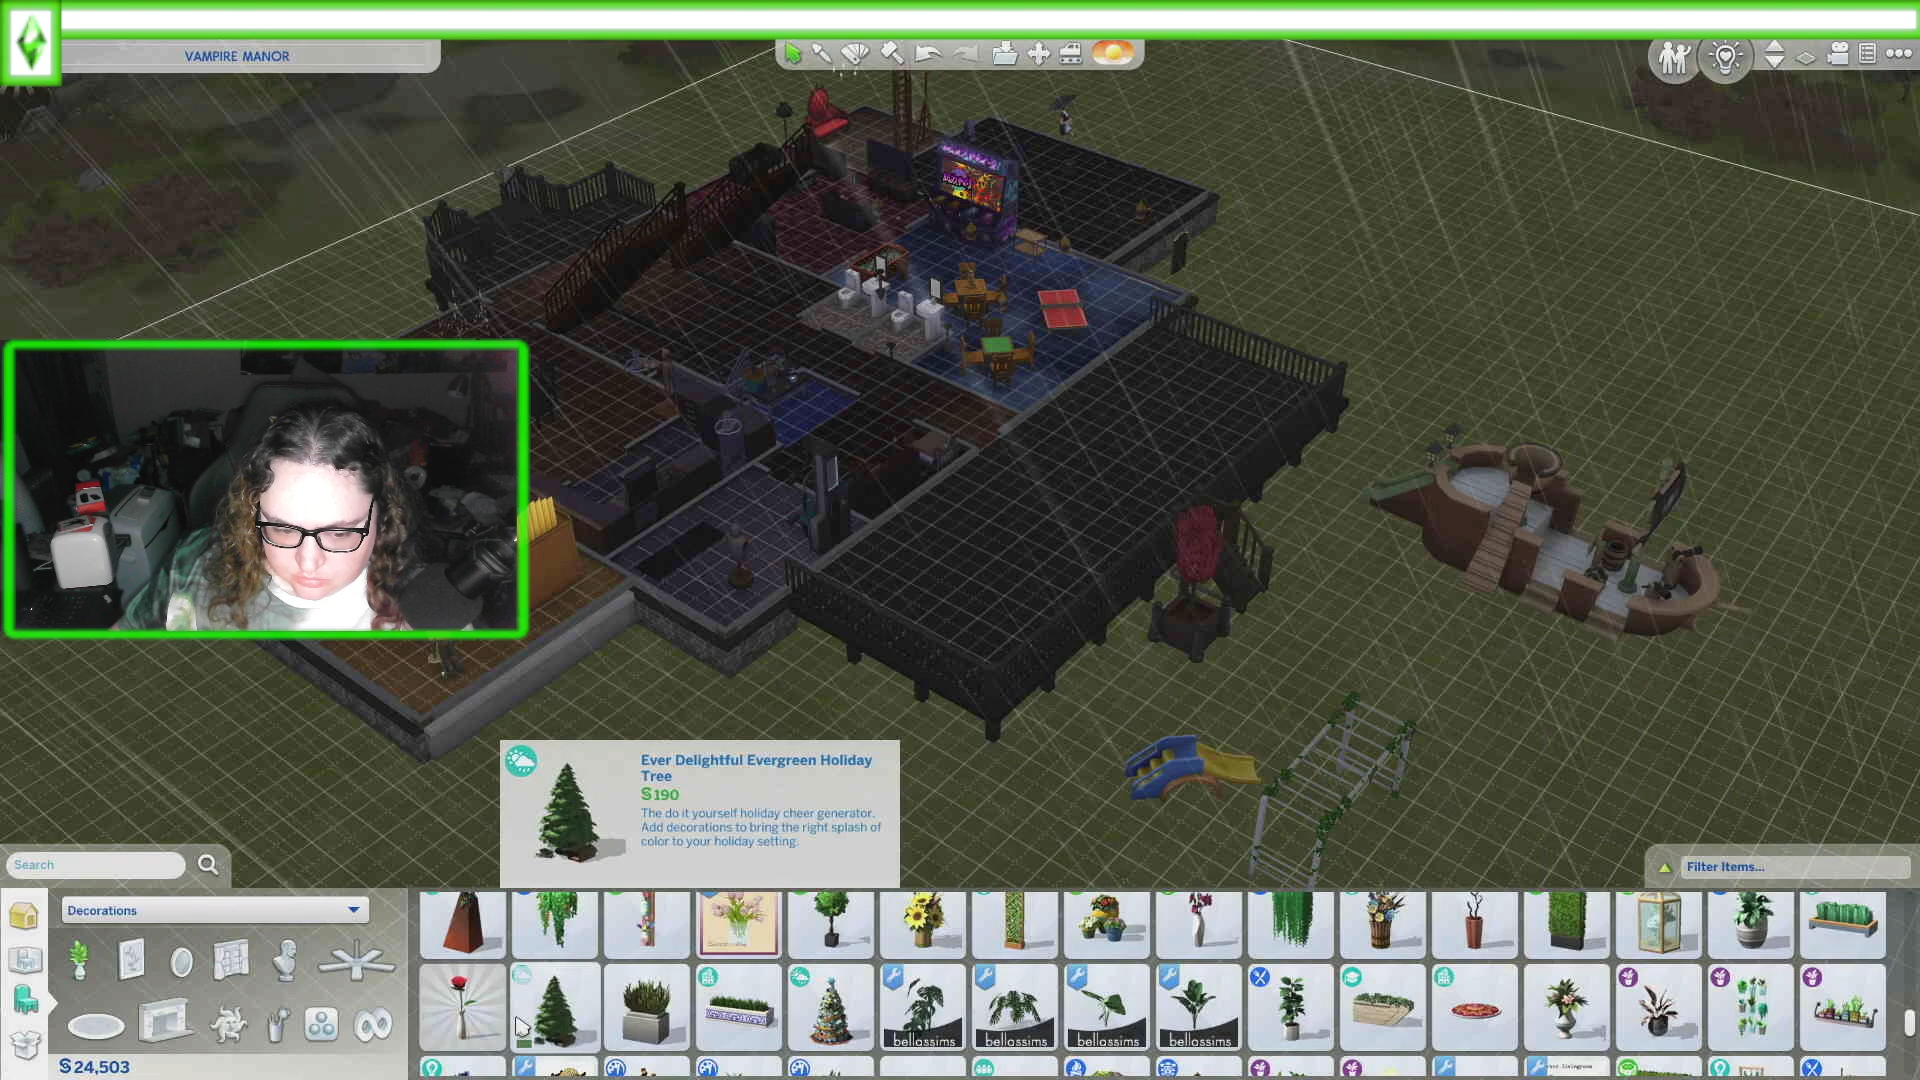 VAMPIRE MANOR
Ever Delightful Evergreen Holiday
Tree
§190
The do it yourself holiday cheer generator.
Add decorations to bring the right splash of
color to your holiday setting.
Search
Filter Items...
Decorations
bellassims
bellassims
bellassims
bellassims
§24,503